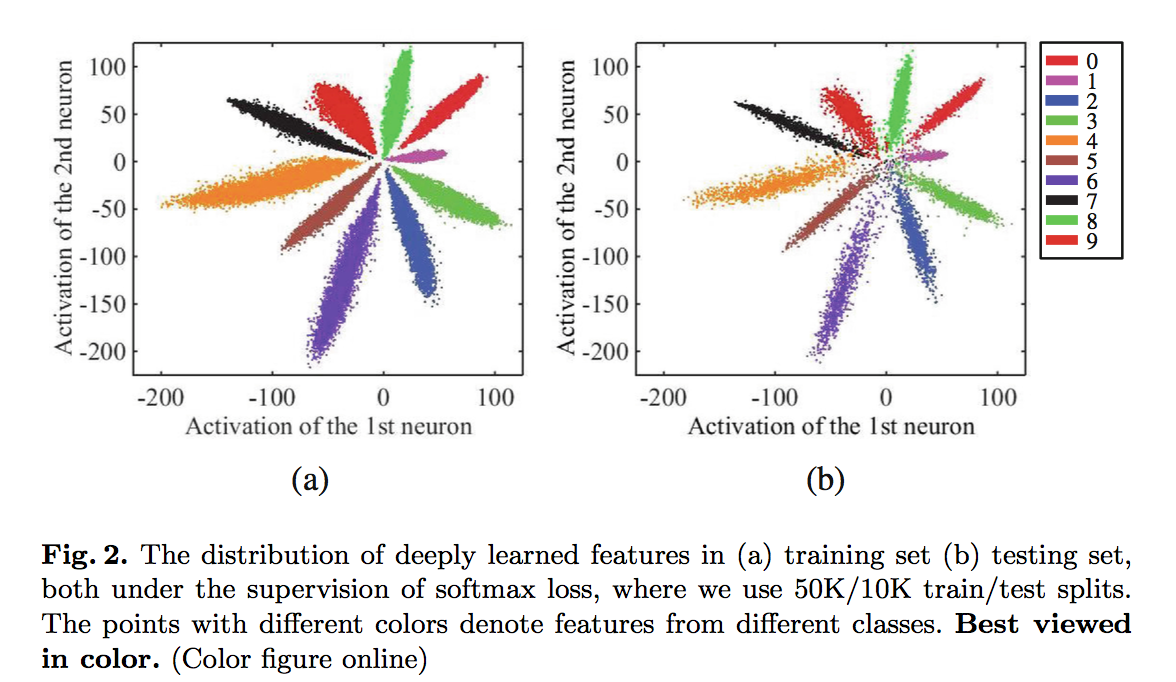 100
50
0
-50
-100
-150
-200
Activation of the 2nd neuron
-200 -100 0 100
Activation of the 1st neuron
(a)
100
50
0
-50
-100
-150
-200
Activation of the 2nd neuron
-200 -100 0 100
Activation of the 1st neuron
(b)
0
1
2
3
4
5
6
7
8
9
Fig. 2. The distribution of deeply learned features in (a) training set (b) testing set,
both under the supervision of softmax loss, where we use 50K/10K train/test splits.
The points with different colors denote features from different classes. Best viewed
in color. (Color figure online)